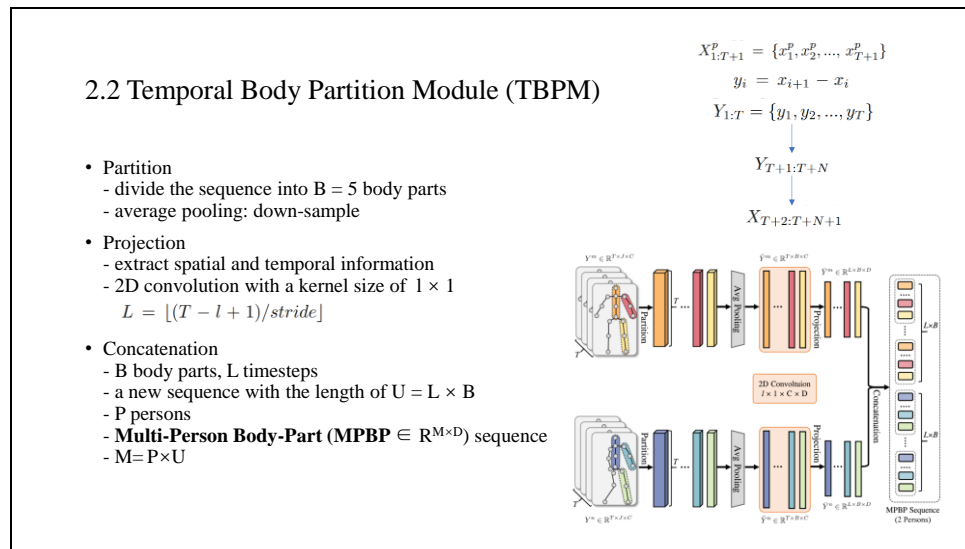 2.2 Temporal Body Partition Module (TBPM)
X^p_{1:T+1} = {x^p_1, x^p_2, ..., x^p_{T+1}}
y_i = x_{i+1} − x_i
Y_{1:T} = {y_1, y_2, ..., y_T}
Y_{T+1:T+N}
X_{T+2:T+N+1}
• Partition
- divide the sequence into B = 5 body parts
- average pooling: down-sample
• Projection
- extract spatial and temporal information
- 2D convolution with a kernel size of l × 1
L = ⌊(T − l + 1)/stride⌋
• Concatenation
- B body parts, L timesteps
- a new sequence with the length of U = L × B
- P persons
- Multi-Person Body-Part (MPBP ∈ R^{M×D}) sequence
- M=P×U
Y^m ∈ ℝ^{T×J×C}
T
Partition
T
....
Avg Pooling
Ȳ^m ∈ ℝ^{T×B×C}
....
Projection
Ỹ^m ∈ ℝ^{L×B×D}
....
2D Convoltuion
l × 1 × C × D
Y^n ∈ ℝ^{T×J×C}
T
Partition
T
....
Avg Pooling
Ȳ^n ∈ ℝ^{T×B×C}
....
Projection
Ỹ^n ∈ ℝ^{L×B×D}
....
Concatenation
L×B
L×B
MPBP Sequence
(2 Persons)